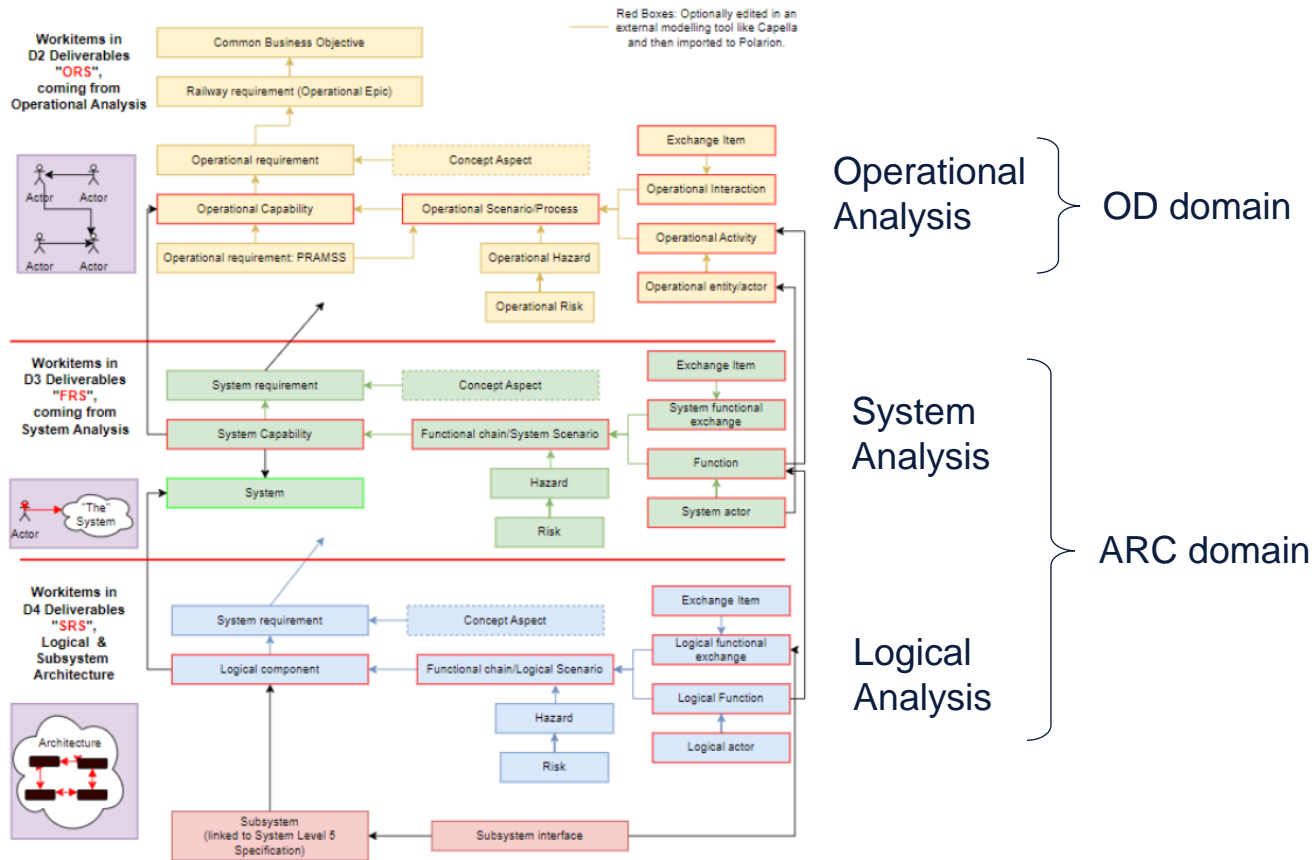 Red Boxes: Optionally edited in an
external modelling tool like Capella
and then imported to Polarion.
Workitems in
D2 Deliverables
"ORS",
coming from
Operational Analysis
Common Business Objective
Railway requirement (Operational Epic)
Operational requirement
Concept Aspect
Exchange Item
Operational Interaction
Operational Capability
Operational Scenario/Process
Operational Activity
Operational requirement: PRAMSS
Operational Hazard
Operational entity/actor
Operational Risk
Actor
Actor
Actor
Actor
Operational
Analysis
OD domain
Workitems in
D3 Deliverables
"FRS",
coming from
System Analysis
System requirement
Concept Aspect
Exchange Item
System functional
exchange
System Capability
Functional chain/System Scenario
Function
System
Hazard
System actor
Risk
Actor
"The"
System
System
Analysis
ARC domain
Workitems in
D4 Deliverables
"SRS",
Logical &
Subsystem
Architecture
System requirement
Concept Aspect
Exchange Item
Logical functional
exchange
Logical component
Functional chain/Logical Scenario
Logical Function
Hazard
Logical actor
Risk
Architecture
Logical
Analysis
Subsystem
(linked to System Level 5
Specification)
Subsystem interface